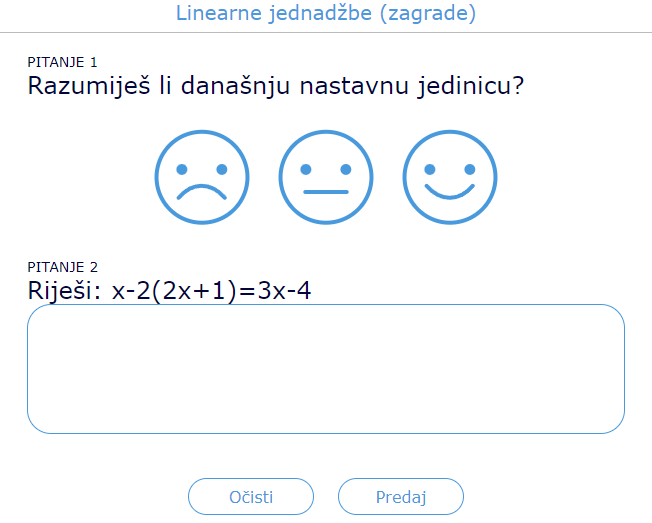 Linearne jednadžbe (zagrade)
PITANJE 1
Razumiješ li današnju nastavnu jedinicu?
PITANJE 2
Riješi: x-2(2x+1)=3x-4
Očisti
Predaj